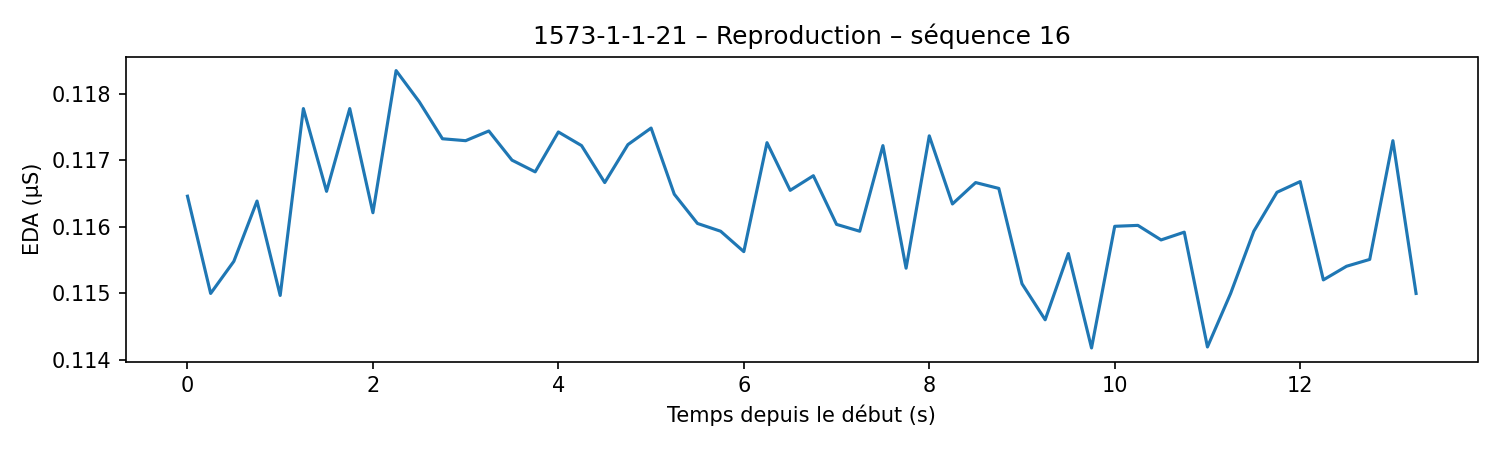 1573-1-1-21 – Reproduction – séquence 16
EDA (µS)
0.118
0.117
0.116
0.115
0.114
0 2 4 6 8 10 12
Temps depuis le début (s)